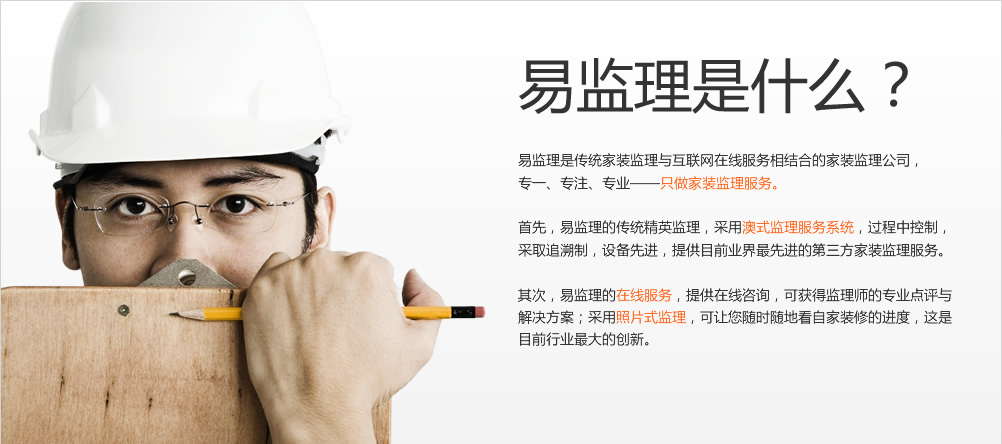 易监理是什么？
易监理是传统家装监理与互联网在线服务相结合的家装监理公司，
专一、专注、专业——只做家装监理服务。
首先，易监理的传统精英监理，采用澳式监理服务系统，过程中控制，
采取追溯制，设备先进，提供目前业界最先进的第三方家装监理服务。
其次，易监理的在线服务，提供在线咨询，可获得监理师的专业点评与
解决方案；采用照片式监理，可让您随时随地看自家装修的进度，这是
目前行业最大的创新。